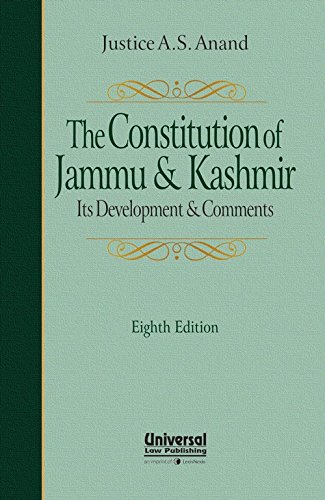 Justice A.S. Anand
The Constitution of
Jammu & Kashmir
Its Development & Comments
Eighth Edition
Universal
Law Publishing
an imprint of LexisNexis